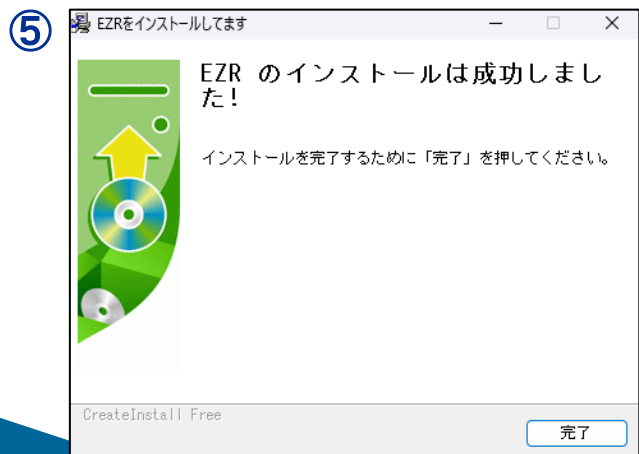 ⑤
EZRをインストールしてます
EZR のインストールは成功しまし
た!
インストールを完了するために「完了」を押してください。
CreateInstall Free
完了